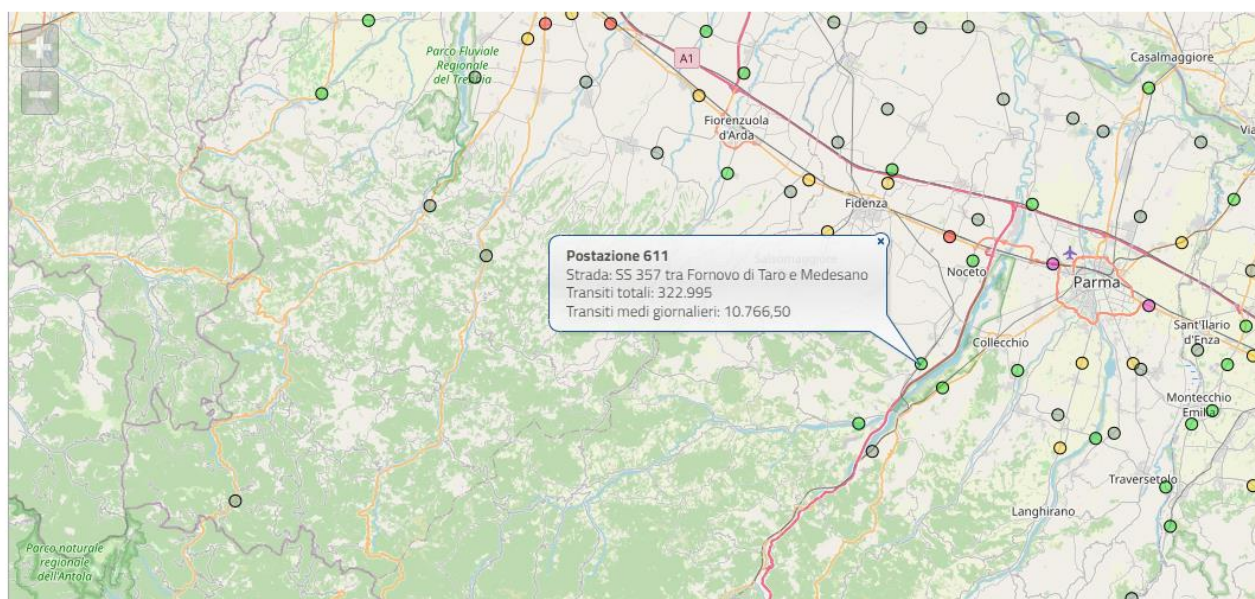 +
−
Parco Fluviale
Regionale
del Trebbia
A1
Casalmaggiore
Fiorenzuola
d'Arda
Fidenza
Postazione 611
Strada: SS 357 tra Fornovo di Taro e Medesano
Transiti totali: 322.995
Transiti medi giornalieri: 10.766,50
×
Noceto
Parma
Collecchio
Sant'Ilario
d'Enza
Montecchio
Emilia
Traversetolo
Langhirano
Parco naturale
regionale
dell'Antola